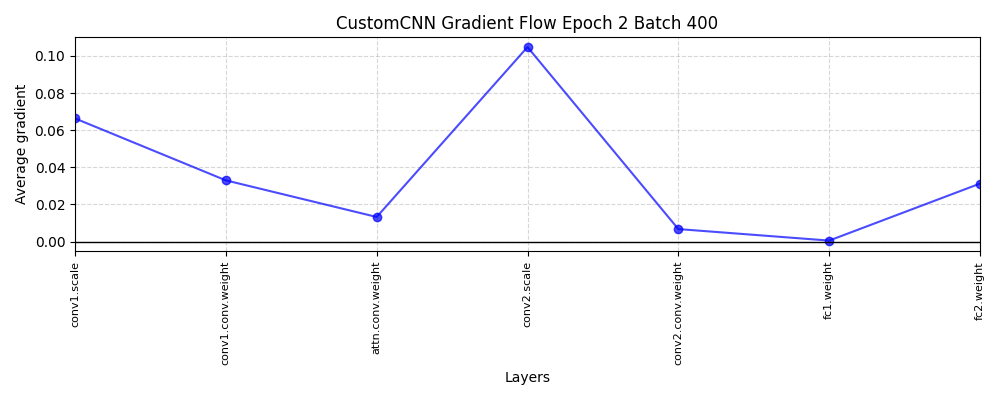 CustomCNN Gradient Flow Epoch 2 Batch 400
Average gradient
0.10
0.08
0.06
0.04
0.02
0.00
conv1.scale
conv1.conv.weight
attn.conv.weight
conv2.scale
conv2.conv.weight
fc1.weight
fc2.weight
Layers